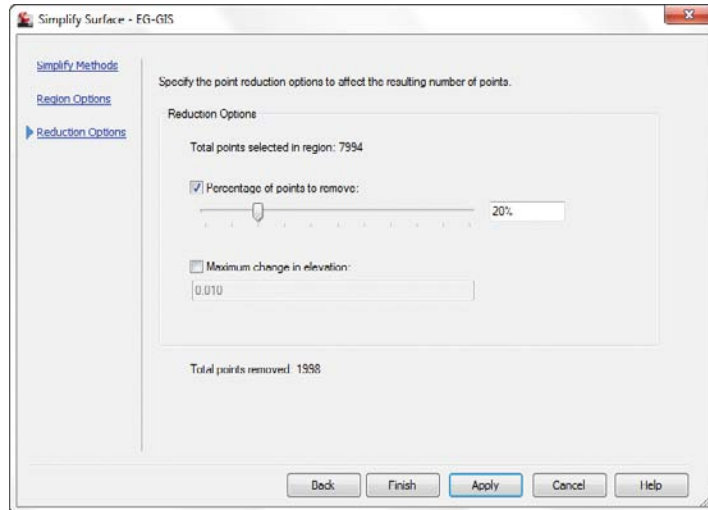 Simplify Surface - EG-GIS
Simplify Methods
Region Options
Reduction Options
Specify the point reduction options to affect the resulting number of points.
Reduction Options
Total points selected in region: 7994
Percentage of points to remove:
20%
Maximum change in elevation:
0.010
Total points removed: 1998
Back
Finish
Apply
Cancel
Help